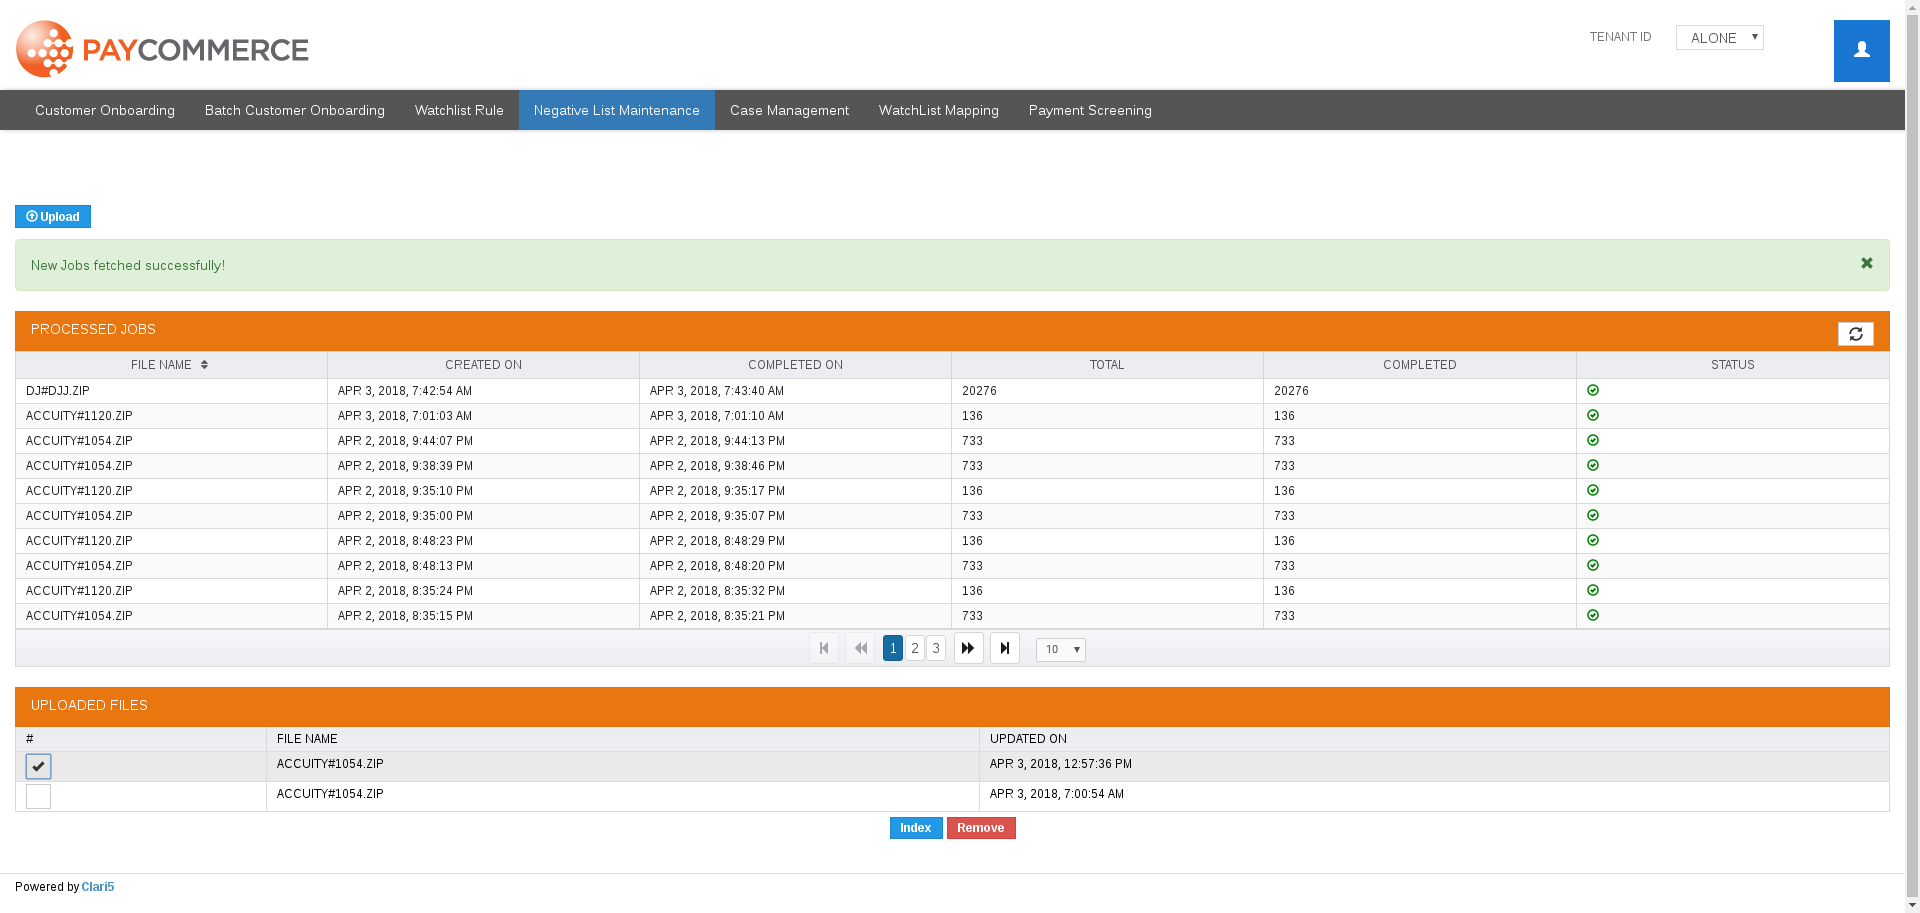 PAYCOMMERCE
TENANT ID ALONE
Customer Onboarding Batch Customer Onboarding Watchlist Rule Negative List Maintenance Case Management WatchList Mapping Payment Screening
Upload
New Jobs fetched successfully!
PROCESSED JOBS
FILE NAME CREATED ON COMPLETED ON TOTAL COMPLETED STATUS
DJ#DJJ.ZIP APR 3, 2018, 7:42:54 AM APR 3, 2018, 7:43:40 AM 20276 20276
ACCUITY#1120.ZIP APR 3, 2018, 7:01:03 AM APR 3, 2018, 7:01:10 AM 136 136
ACCUITY#1054.ZIP APR 2, 2018, 9:44:07 PM APR 2, 2018, 9:44:13 PM 733 733
ACCUITY#1054.ZIP APR 2, 2018, 9:38:39 PM APR 2, 2018, 9:38:46 PM 733 733
ACCUITY#1120.ZIP APR 2, 2018, 9:35:10 PM APR 2, 2018, 9:35:17 PM 136 136
ACCUITY#1054.ZIP APR 2, 2018, 9:35:00 PM APR 2, 2018, 9:35:07 PM 733 733
ACCUITY#1120.ZIP APR 2, 2018, 8:48:23 PM APR 2, 2018, 8:48:29 PM 136 136
ACCUITY#1054.ZIP APR 2, 2018, 8:48:13 PM APR 2, 2018, 8:48:20 PM 733 733
ACCUITY#1120.ZIP APR 2, 2018, 8:35:24 PM APR 2, 2018, 8:35:32 PM 136 136
ACCUITY#1054.ZIP APR 2, 2018, 8:35:15 PM APR 2, 2018, 8:35:21 PM 733 733
1 2 3 10
UPLOADED FILES
# FILE NAME UPDATED ON
ACCUITY#1054.ZIP APR 3, 2018, 12:57:36 PM
ACCUITY#1054.ZIP APR 3, 2018, 7:00:54 AM
Index Remove
Powered by Clari5